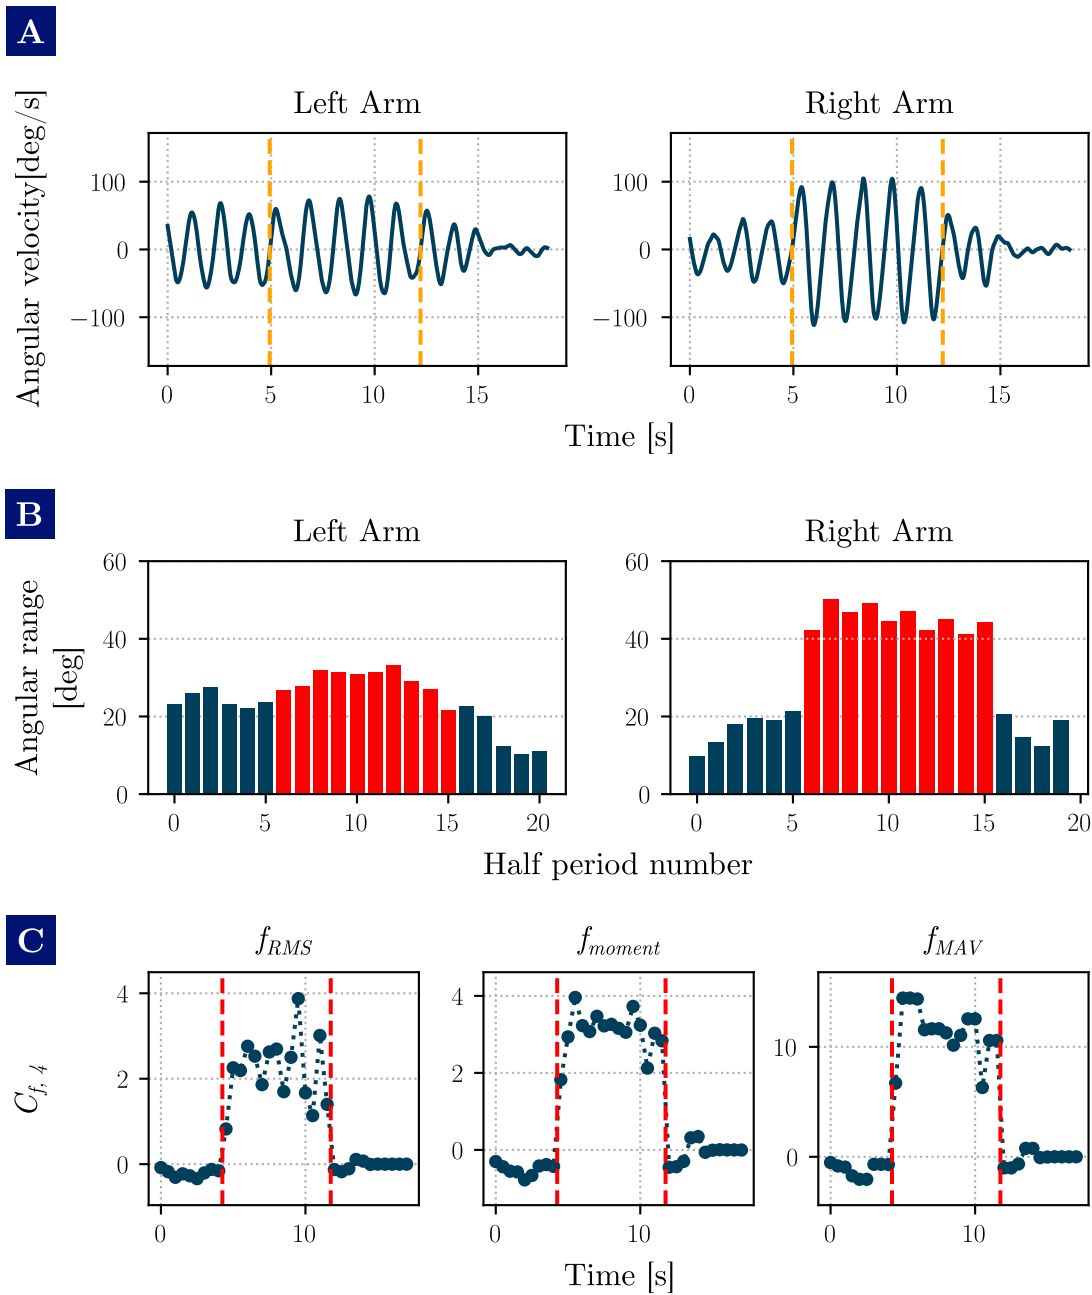 A
Left Arm
Right Arm
Angular velocity[deg/s]
100
0
−100
100
0
−100
0 5 10 15
0 5 10 15
Time [s]
B
Left Arm
Right Arm
Angular range
[deg]
60
40
20
0
60
40
20
0
0 5 10 15 20
0 5 10 15 20
Half period number
C
f_RMS
f_moment
f_MAV
C_f, 4
4
2
0
4
2
0
10
0
0 10
0 10
0 10
Time [s]